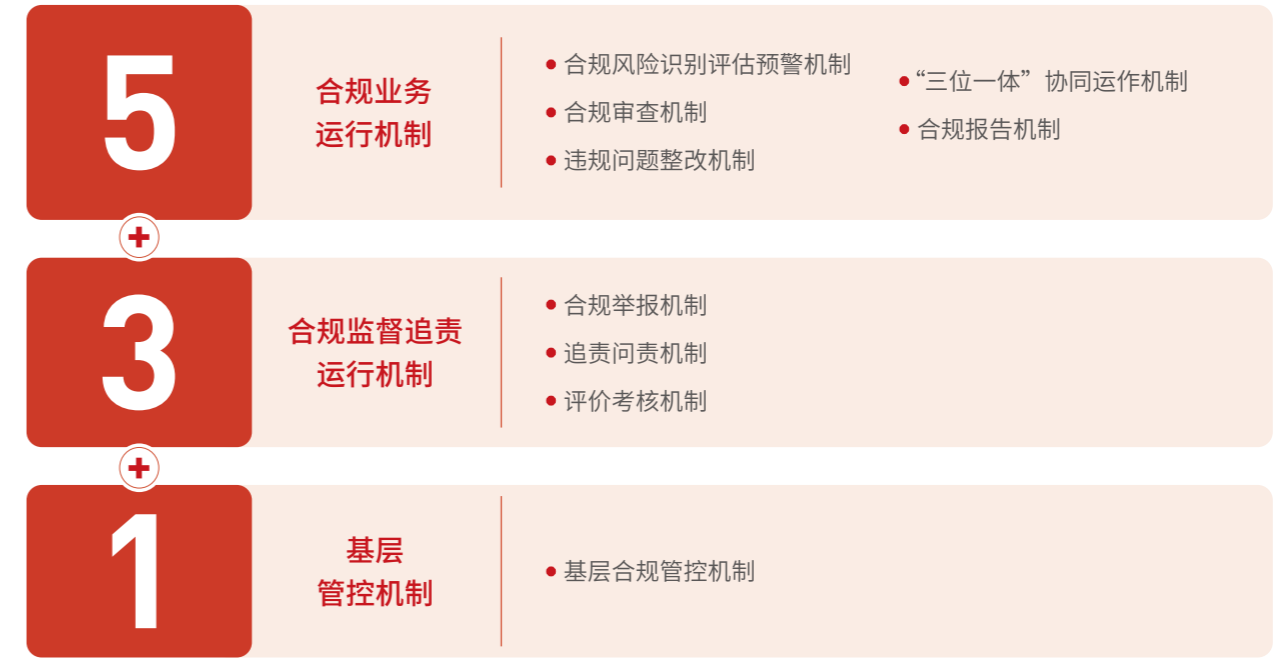 5
合规业务
运行机制
● 合规风险识别评估预警机制
● 合规审查机制
● 违规问题整改机制
● “三位一体”协同运作机制
● 合规报告机制
+
3
合规监督追责
运行机制
● 合规举报机制
● 追责问责机制
● 评价考核机制
+
1
基层
管控机制
● 基层合规管控机制